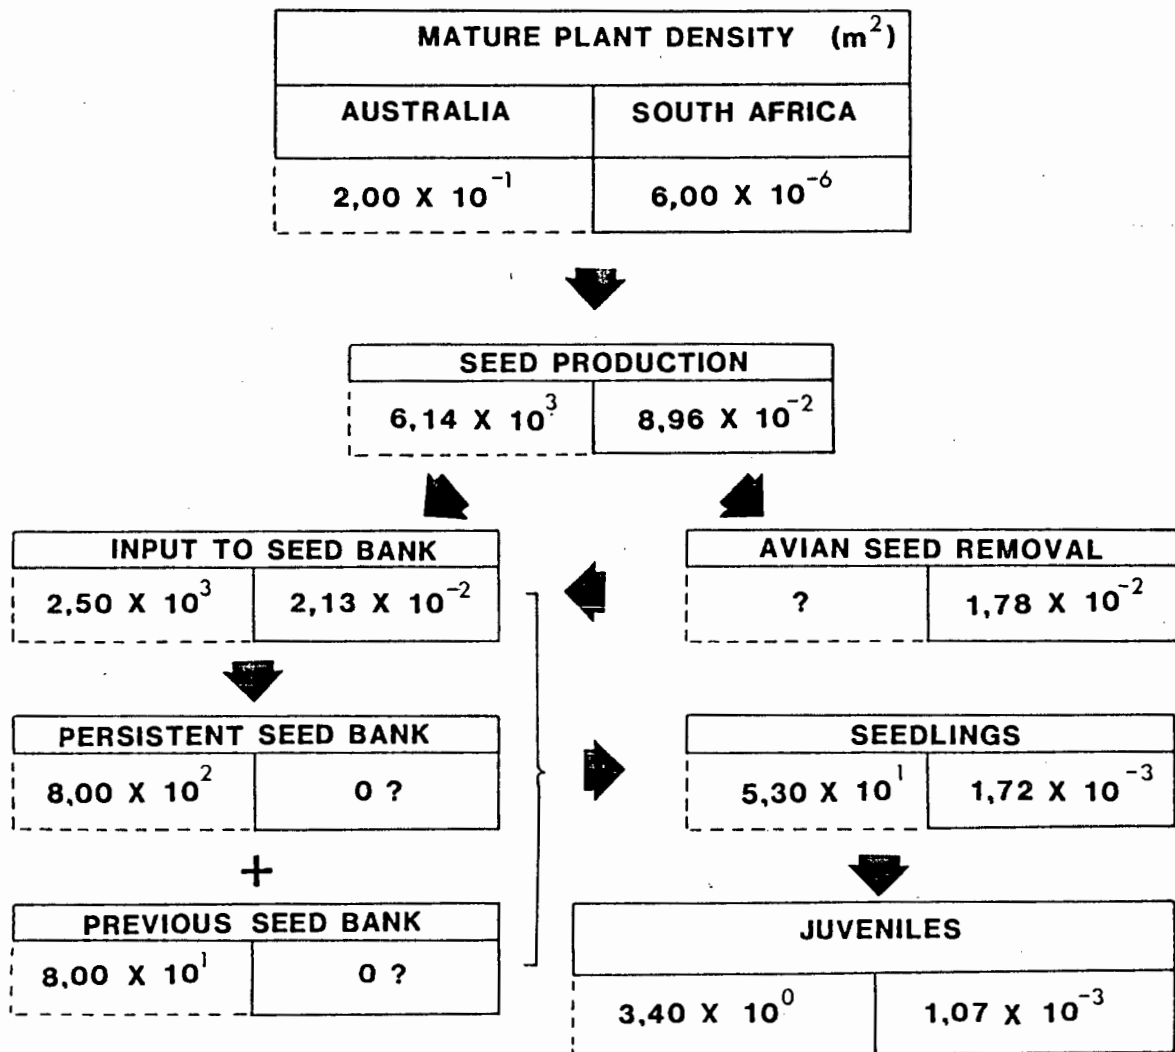 MATURE PLANT DENSITY (m²)
AUSTRALIA SOUTH AFRICA
2,00 X 10⁻¹ 6,00 X 10⁻⁶
SEED PRODUCTION
6,14 X 10³ 8,96 X 10⁻²
INPUT TO SEED BANK AVIAN SEED REMOVAL
2,50 X 10³ 2,13 X 10⁻² ? 1,78 X 10⁻²
PERSISTENT SEED BANK SEEDLINGS
8,00 X 10² 0 ? 5,30 X 10¹ 1,72 X 10⁻³
+
PREVIOUS SEED BANK JUVENILES
8,00 X 10¹ 0 ? 3,40 X 10⁰ 1,07 X 10⁻³